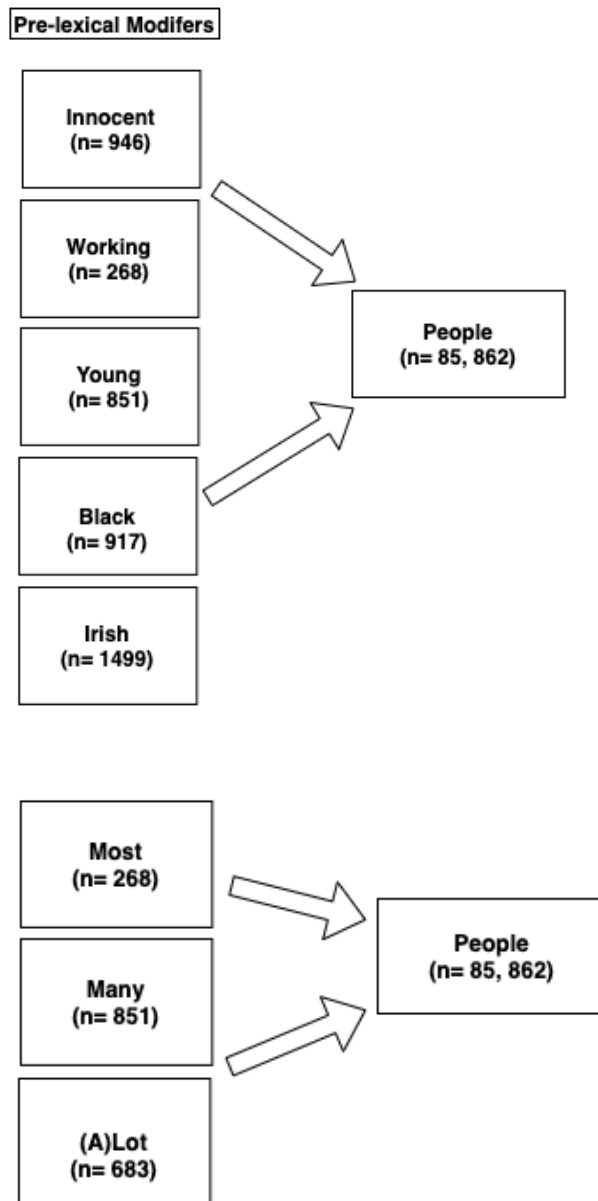 Pre-lexical Modifers
Innocent
(n= 946)
Working
(n= 268)
Young
(n= 851)
Black
(n= 917)
Irish
(n= 1499)
People
(n= 85, 862)
Most
(n= 268)
Many
(n= 851)
(A)Lot
(n= 683)
People
(n= 85, 862)